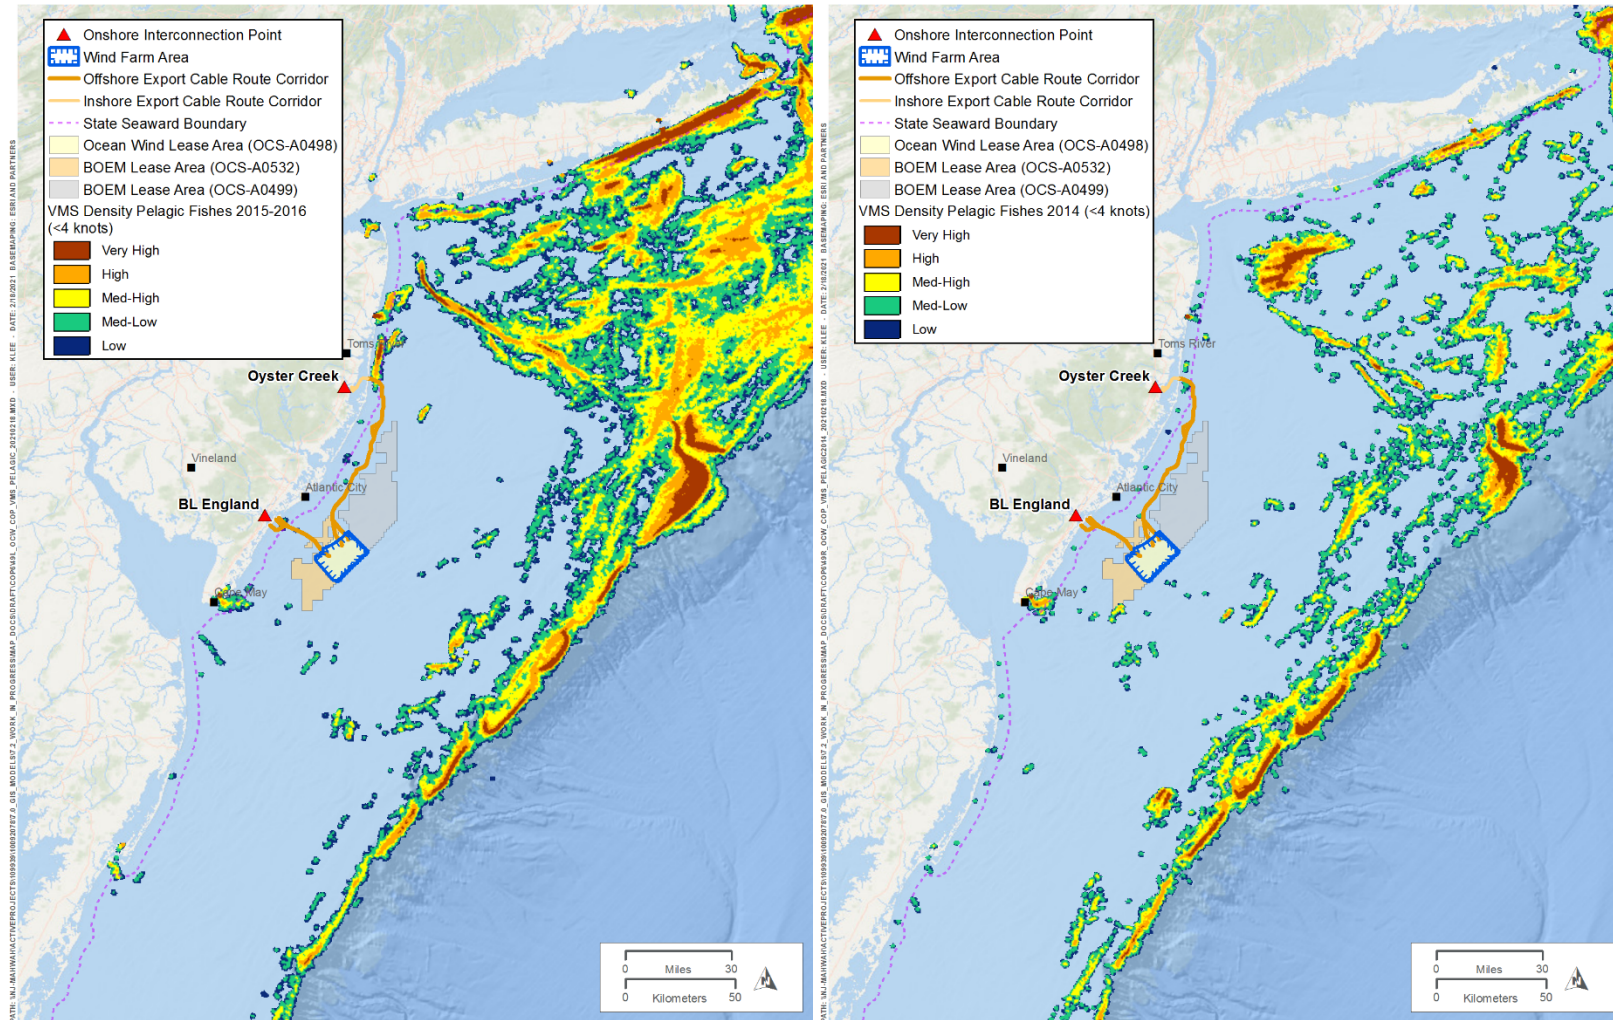 Onshore Interconnection Point
Wind Farm Area
Offshore Export Cable Route Corridor
Inshore Export Cable Route Corridor
State Seaward Boundary
Ocean Wind Lease Area (OCS-A0498)
BOEM Lease Area (OCS-A0532)
BOEM Lease Area (OCS-A0499)
VMS Density Pelagic Fishes 2015-2016
(<4 knots)
Very High
High
Med-High
Med-Low
Low
Toms
Oyster Creek
Vineland
Atlantic City
BL England
Cape May
0 Miles 30
0 Kilometers 50
N
Onshore Interconnection Point
Wind Farm Area
Offshore Export Cable Route Corridor
Inshore Export Cable Route Corridor
State Seaward Boundary
Ocean Wind Lease Area (OCS-A0498)
BOEM Lease Area (OCS-A0532)
BOEM Lease Area (OCS-A0499)
VMS Density Pelagic Fishes 2014 (<4 knots)
Very High
High
Med-High
Med-Low
Low
Toms River
Oyster Creek
Vineland
Atlantic City
BL England
Cape May
0 Miles 30
0 Kilometers 50
N